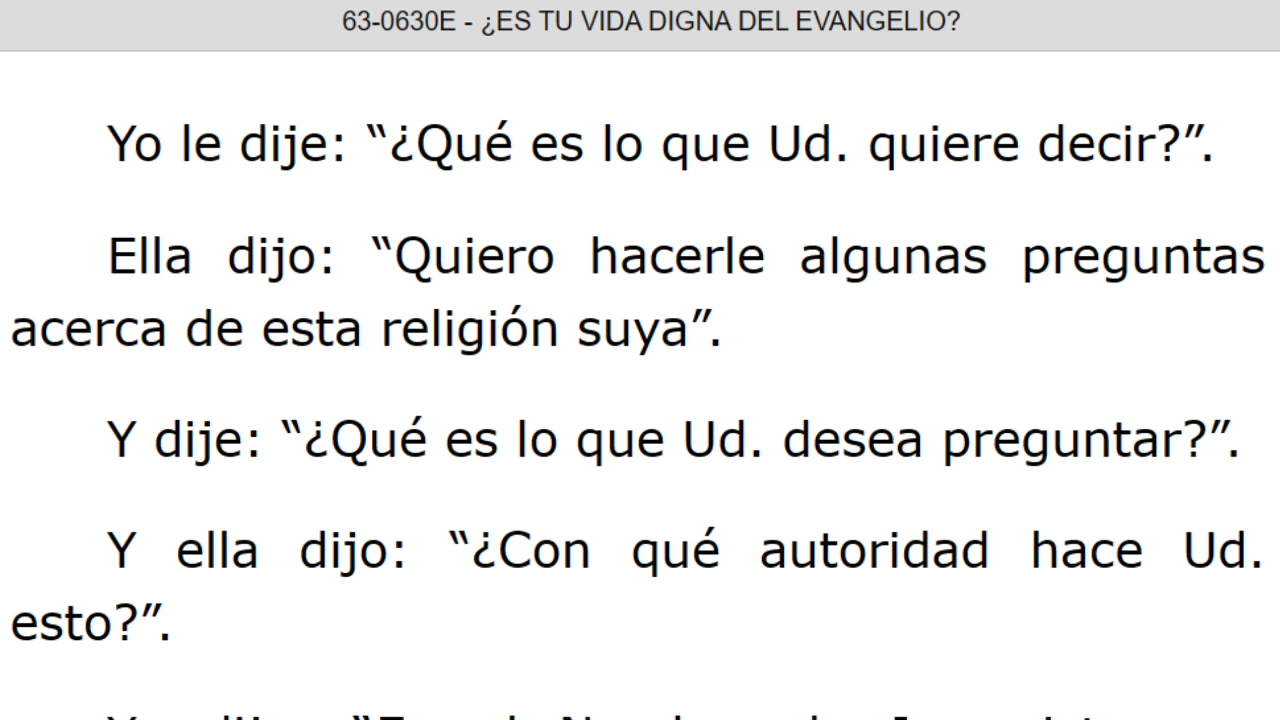 63-0630E - ¿ES TU VIDA DIGNA DEL EVANGELIO?
Yo le dije: “¿Qué es lo que Ud. quiere decir?”.
Ella dijo: “Quiero hacerle algunas preguntas
acerca de esta religión suya”.
Y dije: “¿Qué es lo que Ud. desea preguntar?”.
Y ella dijo: “¿Con qué autoridad hace Ud.
esto?”.